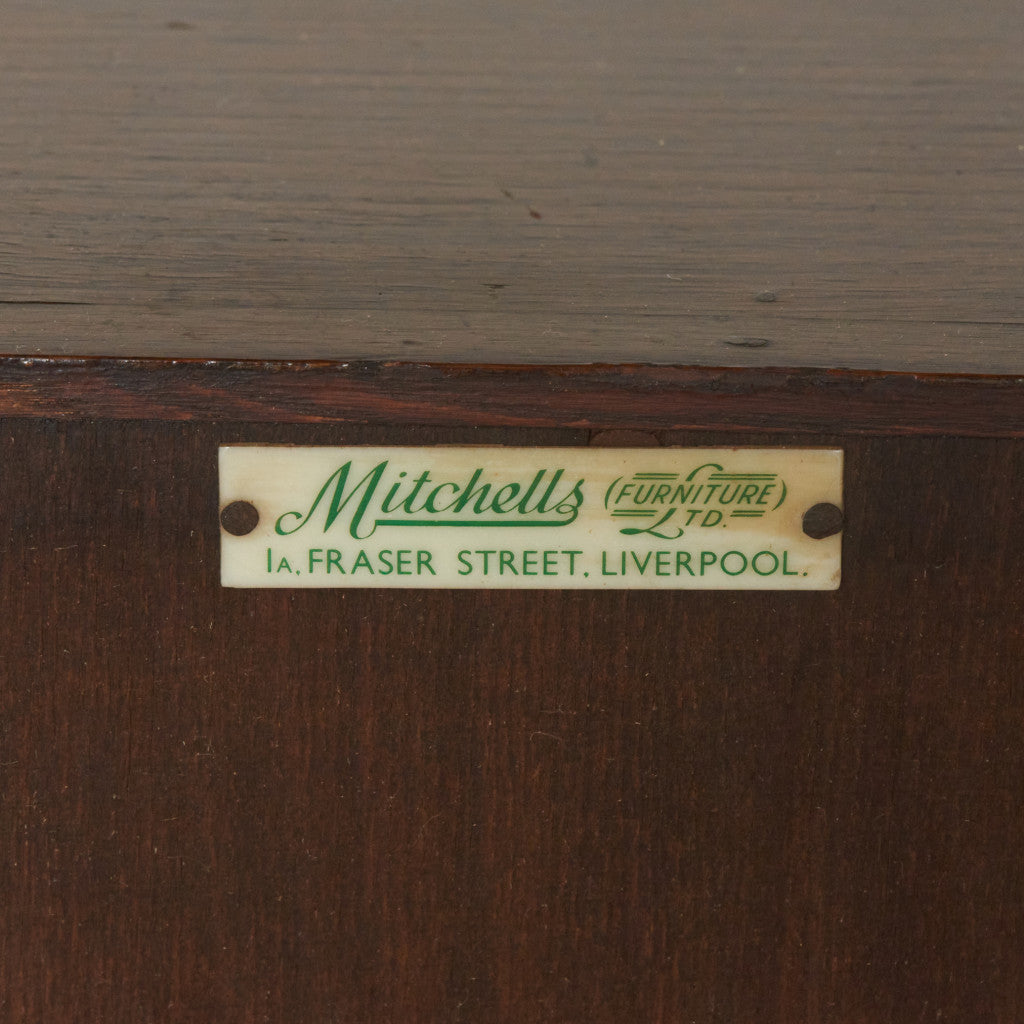 Mitchells (FURNITURE) LTD.
1A, FRASER STREET, LIVERPOOL.